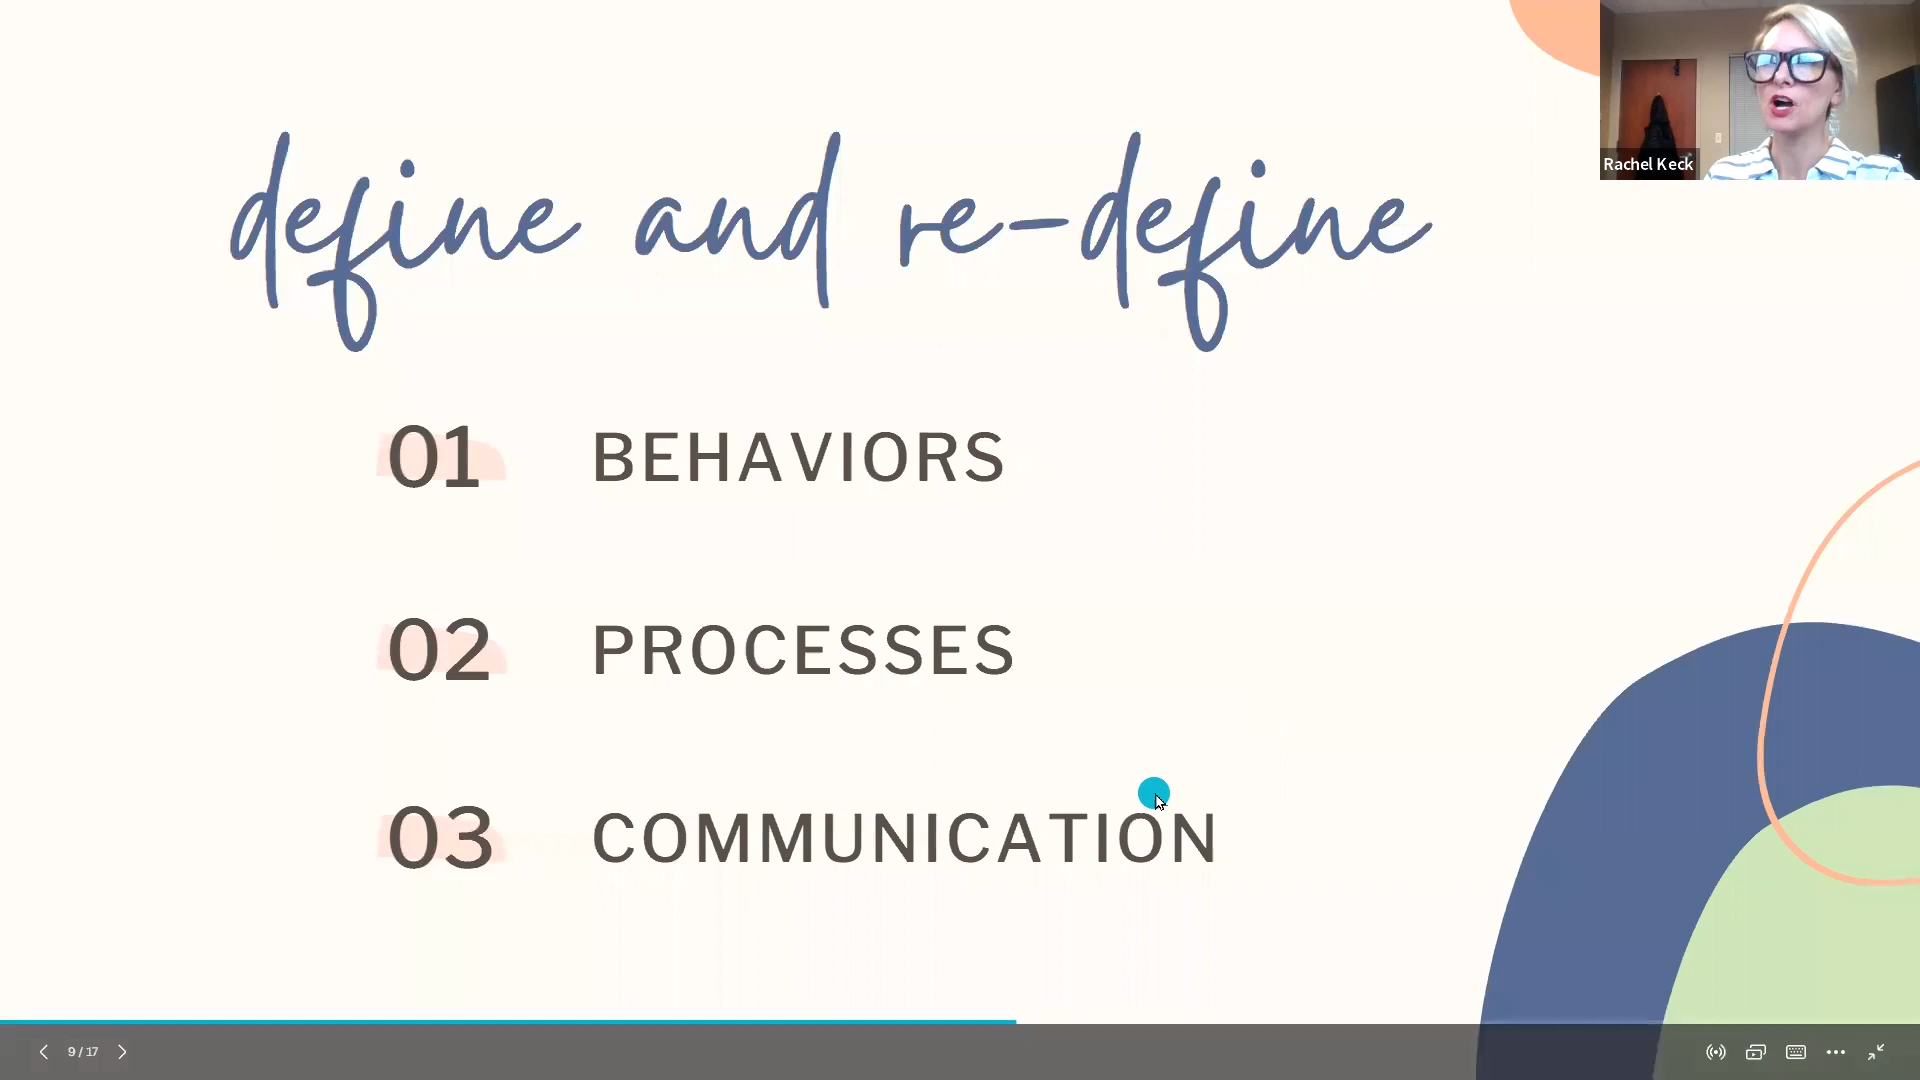 define and re-define
Rachel Keck
01 BEHAVIORS
02 PROCESSES
03 COMMUNICATION
9 / 17